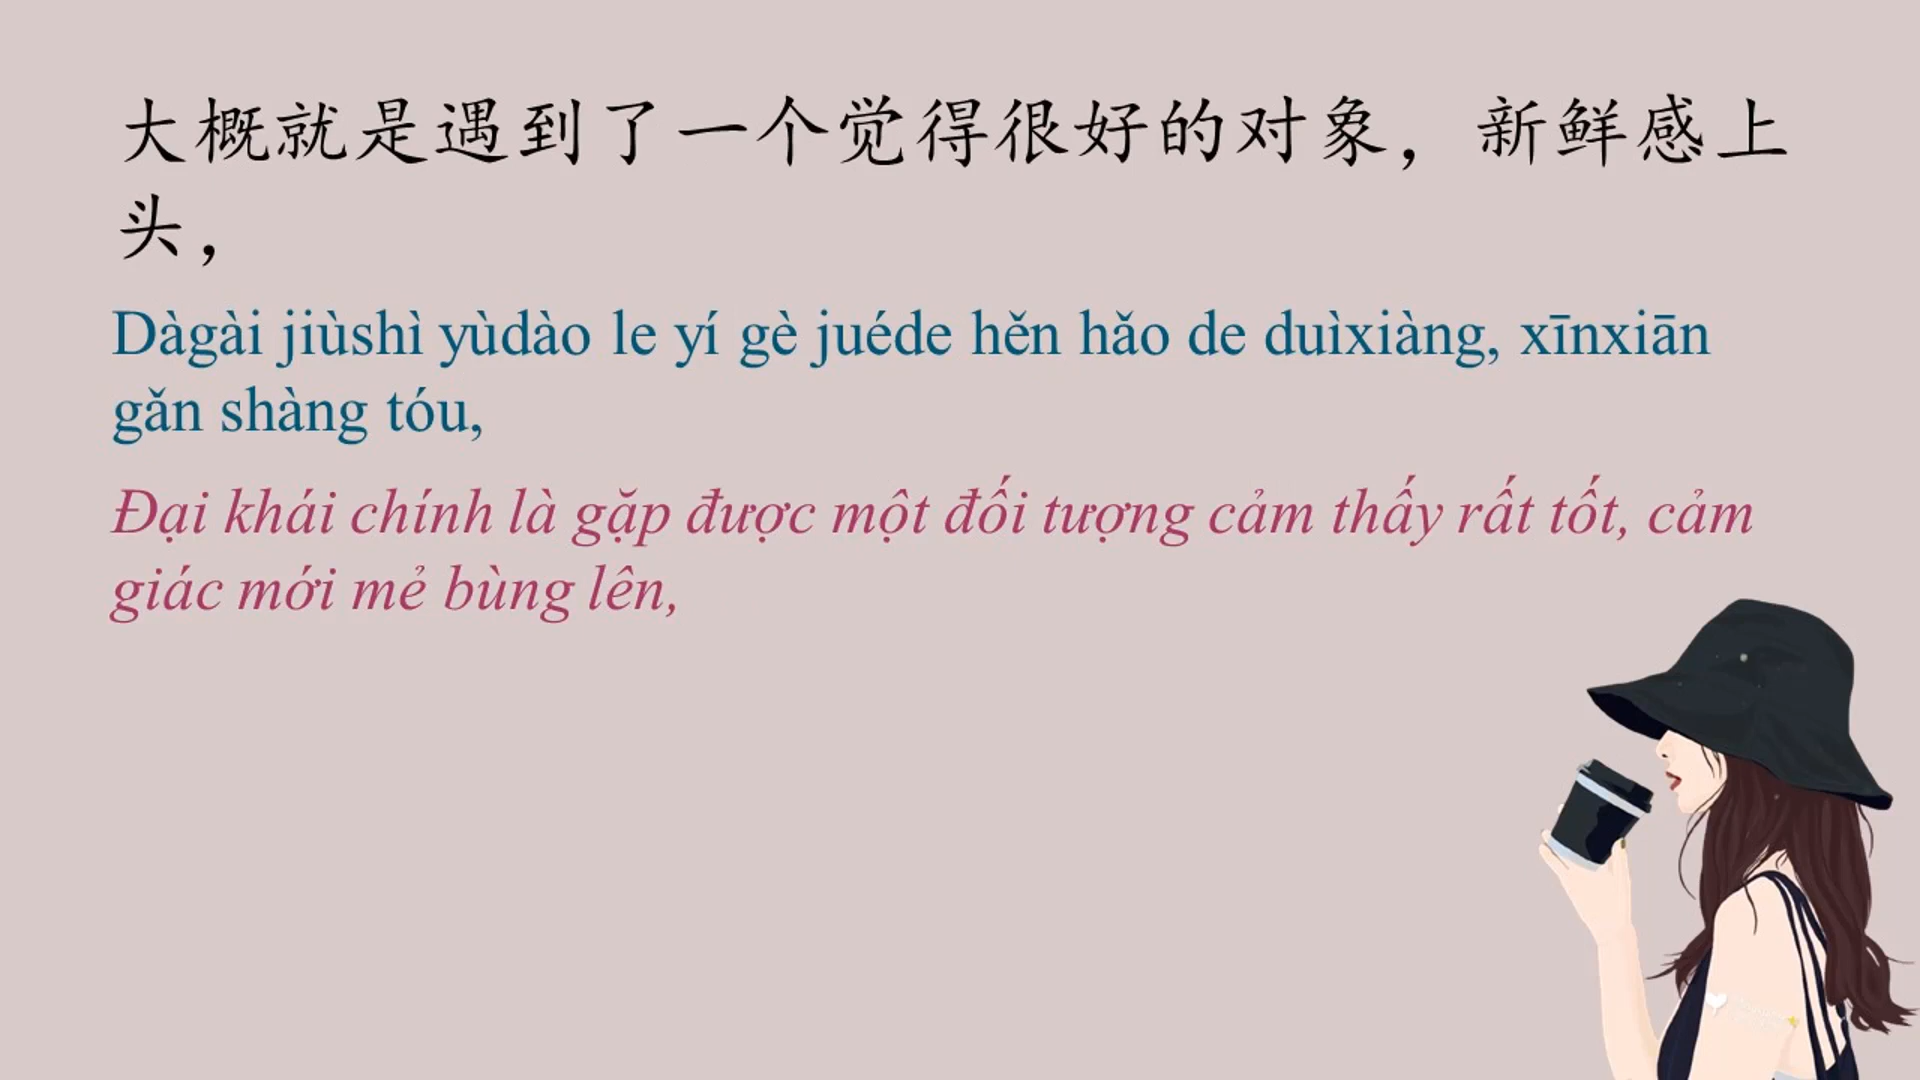 大概就是遇到了一个觉得很好的对象，新鲜感上
头，
Dàgài jiùshì yùdào le yí gè juéde hěn hǎo de duìxiàng, xīnxiān
gǎn shàng tóu,
Đại khái chính là gặp được một đối tượng cảm thấy rất tốt, cảm
giác mới mẻ bùng lên,